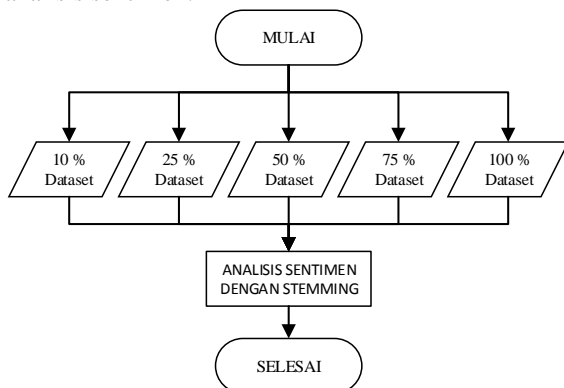 MULAI
10 %
Dataset
25 %
Dataset
50 %
Dataset
75 %
Dataset
100 %
Dataset
ANALISIS SENTIMEN
DENGAN STEMMING
SELESAI